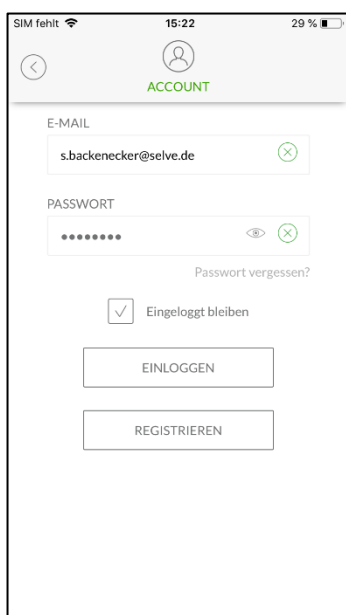 SIM fehlt 15:22 29 %
ACCOUNT
E-MAIL
s.backenecker@selve.de
PASSWORT
••••••••
Passwort vergessen?
Eingeloggt bleiben
EINLOGGEN
REGISTRIEREN